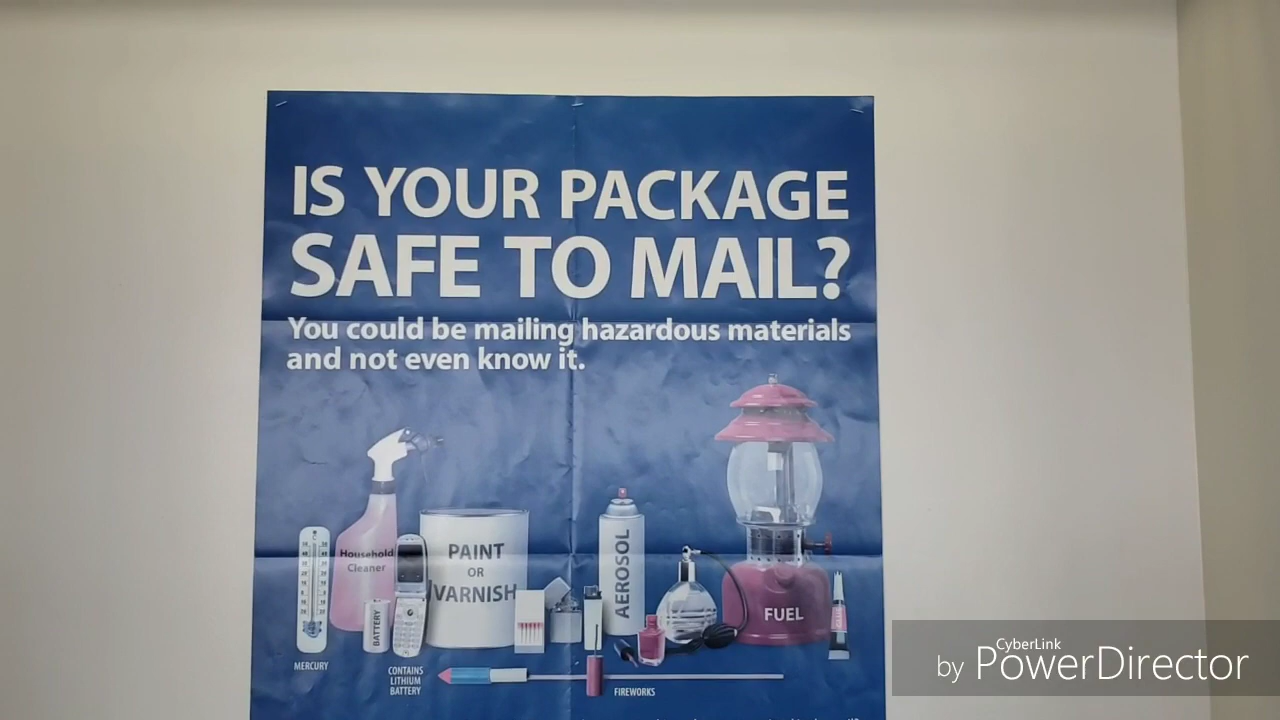 IS YOUR PACKAGE
SAFE TO MAIL?
You could be mailing hazardous materials
and not even know it.
Household
Cleaner
PAINT
OR
VARNISH
AEROSOL
BATTERY
FUEL
GLUE
MERCURY
CONTAINS
LITHIUM
BATTERY
FIREWORKS
CyberLink
by PowerDirector